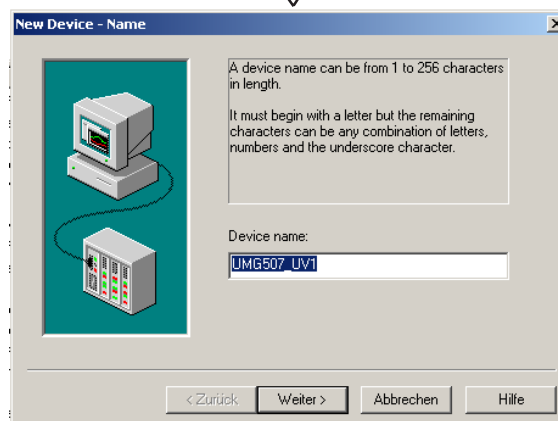 New Device - Name
A device name can be from 1 to 256 characters
in length.
It must begin with a letter but the remaining
characters can be any combination of letters,
numbers and the underscore character.
Device name:
UMG507_UV1
< Zurück Weiter > Abbrechen Hilfe